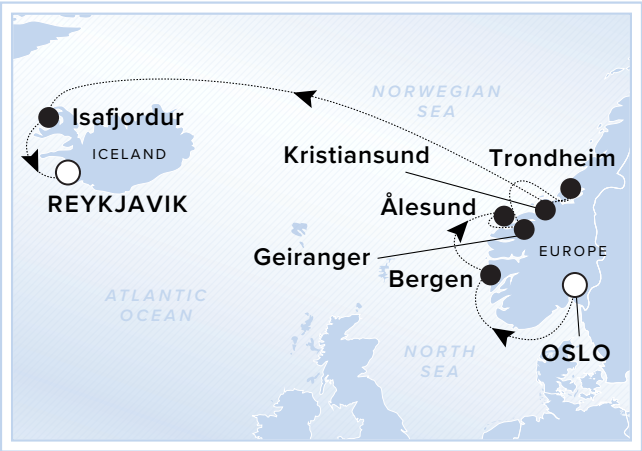 NORWEGIAN
SEA
Isafjordur
ICELAND
REYKJAVIK
Kristiansund
Trondheim
Ålesund
Geiranger
EUROPE
Bergen
ATLANTIC
OCEAN
NORTH
SEA
OSLO